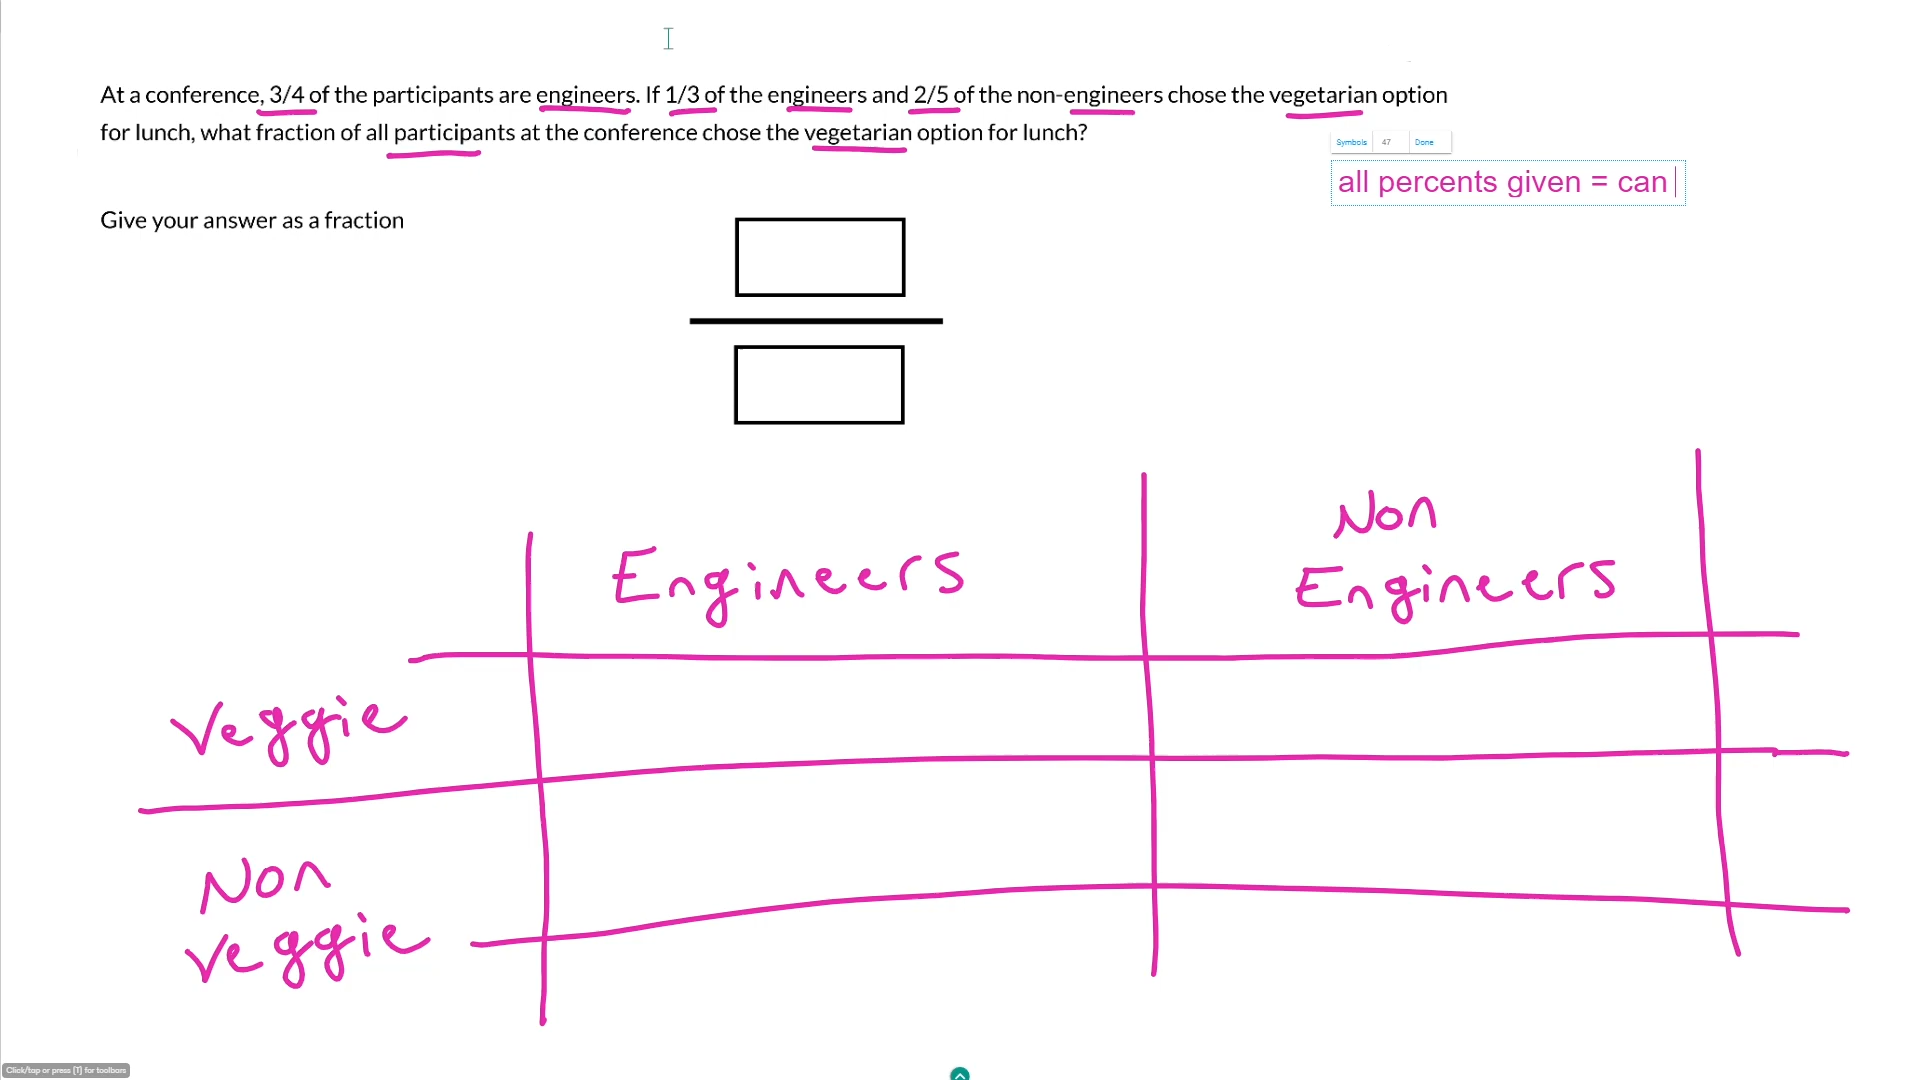 At a conference, 3/4 of the participants are engineers. If 1/3 of the engineers and 2/5 of the non-engineers chose the vegetarian option
for lunch, what fraction of all participants at the conference chose the vegetarian option for lunch?
Symbols 47 Done
all percents given = can
Give your answer as a fraction
Non
Engineers Engineers
Veggie
Non
Veggie
Click/tap or press [T] for toolbars